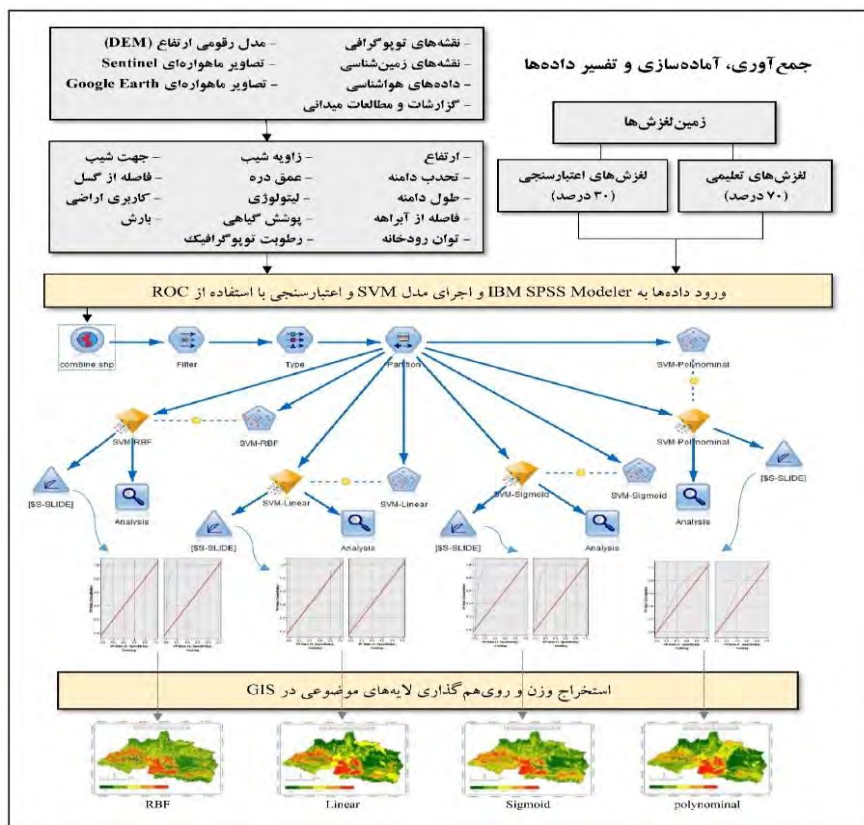 جمع‌آوری، آماده‌سازی و تفسیر داده‌ها
– نقشه‌های توپوگرافی
– نقشه‌های زمین‌شناسی
– داده‌های هواشناسی
– گزارشات و مطالعات میدانی
– مدل رقومی ارتفاع (DEM)
– تصاویر ماهواره‌ای Sentinel
– تصاویر ماهواره‌ای Google Earth
زمین‌لغزش‌ها
لغزش‌های تعلیمی
(۷۰ درصد)
لغزش‌های اعتبارسنجی
(۳۰ درصد)
– ارتفاع
– تحدب دامنه
– طول دامنه
– فاصله از آبراهه
– توان رودخانه
– زاویه شیب
– عمق دره
– لیتولوژی
– پوشش گیاهی
– رطوبت توپوگرافیک
– جهت شیب
– فاصله از گسل
– کاربری اراضی
– بارش
ورود داده‌ها به IBM SPSS Modeler و اجرای مدل SVM و اعتبارسنجی با استفاده از ROC
combine.shp
Filter
Type
Partition
SVM-Polynominal
SVM-RBF
SVM-RBF
SVM-Linear
SVM-Linear
SVM-Sigmoid
SVM-Sigmoid
SVM-Polynominal
[$S-SLIDE]
Analysis
[$S-SLIDE]
Analysis
[$S-SLIDE]
Analysis
Analysis
[$S-SLIDE]
استخراج وزن و روی‌هم‌گذاری لایه‌های موضوعی در GIS
RBF
Linear
Sigmoid
polynominal